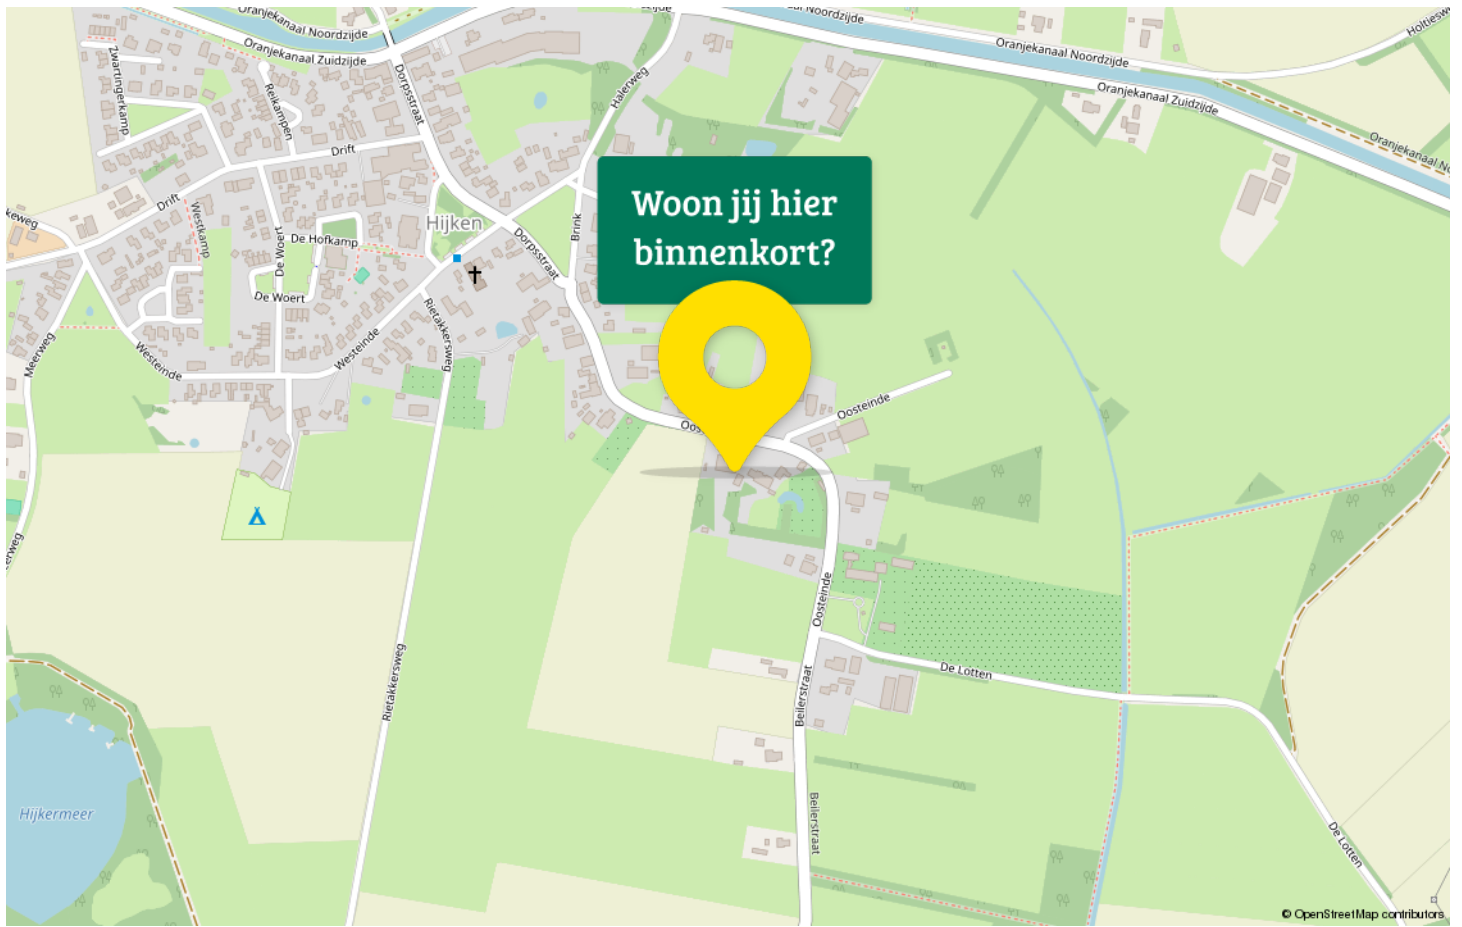 Oranjekanaal Noordzijde
Oranjekanaal Zuidzijde
Noordzijde
Oranjekanaal Noordzijde
Oranjekanaal Zuidzijde
Zwartingerkamp
Reikampen
Dorpsstraat
Halerweg
Drift
Drift
Westkamp
De Woert
De Hofkamp
De Woert
Hijken
Dorpsstraat
Brink
Woon jij hier
binnenkort?
Meerweg
Westeinde
Westeinde
Rietakkersweg
Oosteinde
Oosteinde
De Lotten
Rietakkersweg
Beilerstraat
Beilerstraat
Hijkermeer
De Lotten
© OpenStreetMap contributors